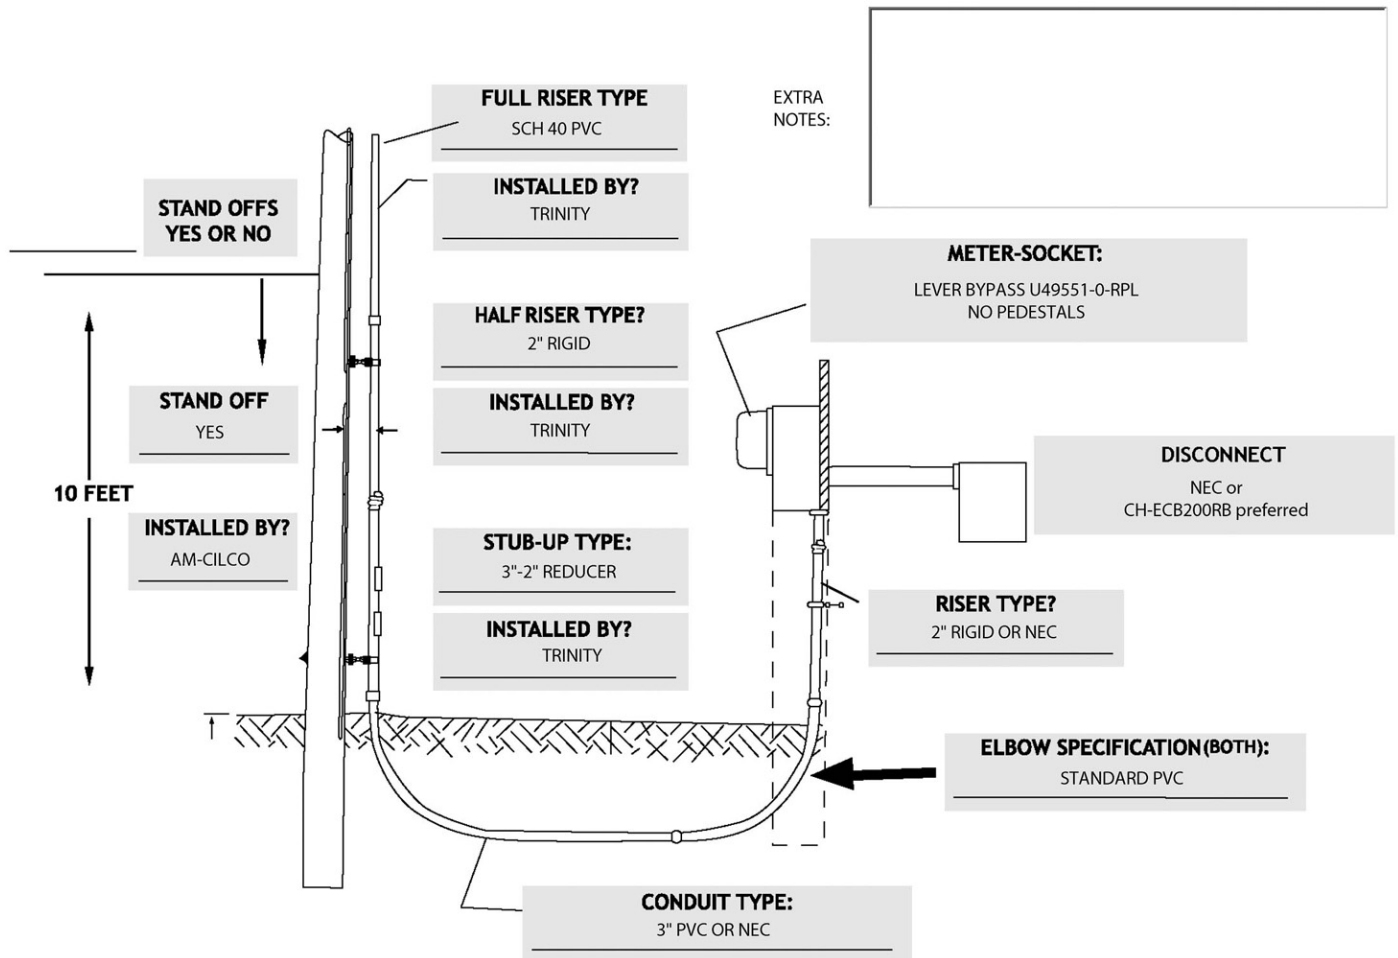 EXTRA
NOTES:
FULL RISER TYPE
SCH 40 PVC
INSTALLED BY?
TRINITY
STAND OFFS
YES OR NO
METER-SOCKET:
LEVER BYPASS U49551-0-RPL
NO PEDESTALS
HALF RISER TYPE?
2" RIGID
STAND OFF
YES
INSTALLED BY?
TRINITY
DISCONNECT
NEC or
CH-ECB200RB preferred
10 FEET
INSTALLED BY?
AM-CILCO
STUB-UP TYPE:
3"-2" REDUCER
RISER TYPE?
2" RIGID OR NEC
INSTALLED BY?
TRINITY
ELBOW SPECIFICATION (BOTH):
STANDARD PVC
CONDUIT TYPE:
3" PVC OR NEC